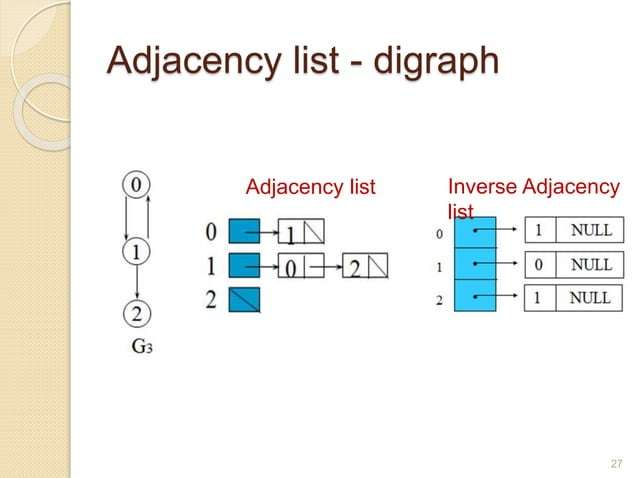 Adjacency list - digraph
Adjacency list
Inverse Adjacency
list
0
1
2
G3
0 1
1 0 2
2
0 1 NULL
1 0 NULL
2 1 NULL
27